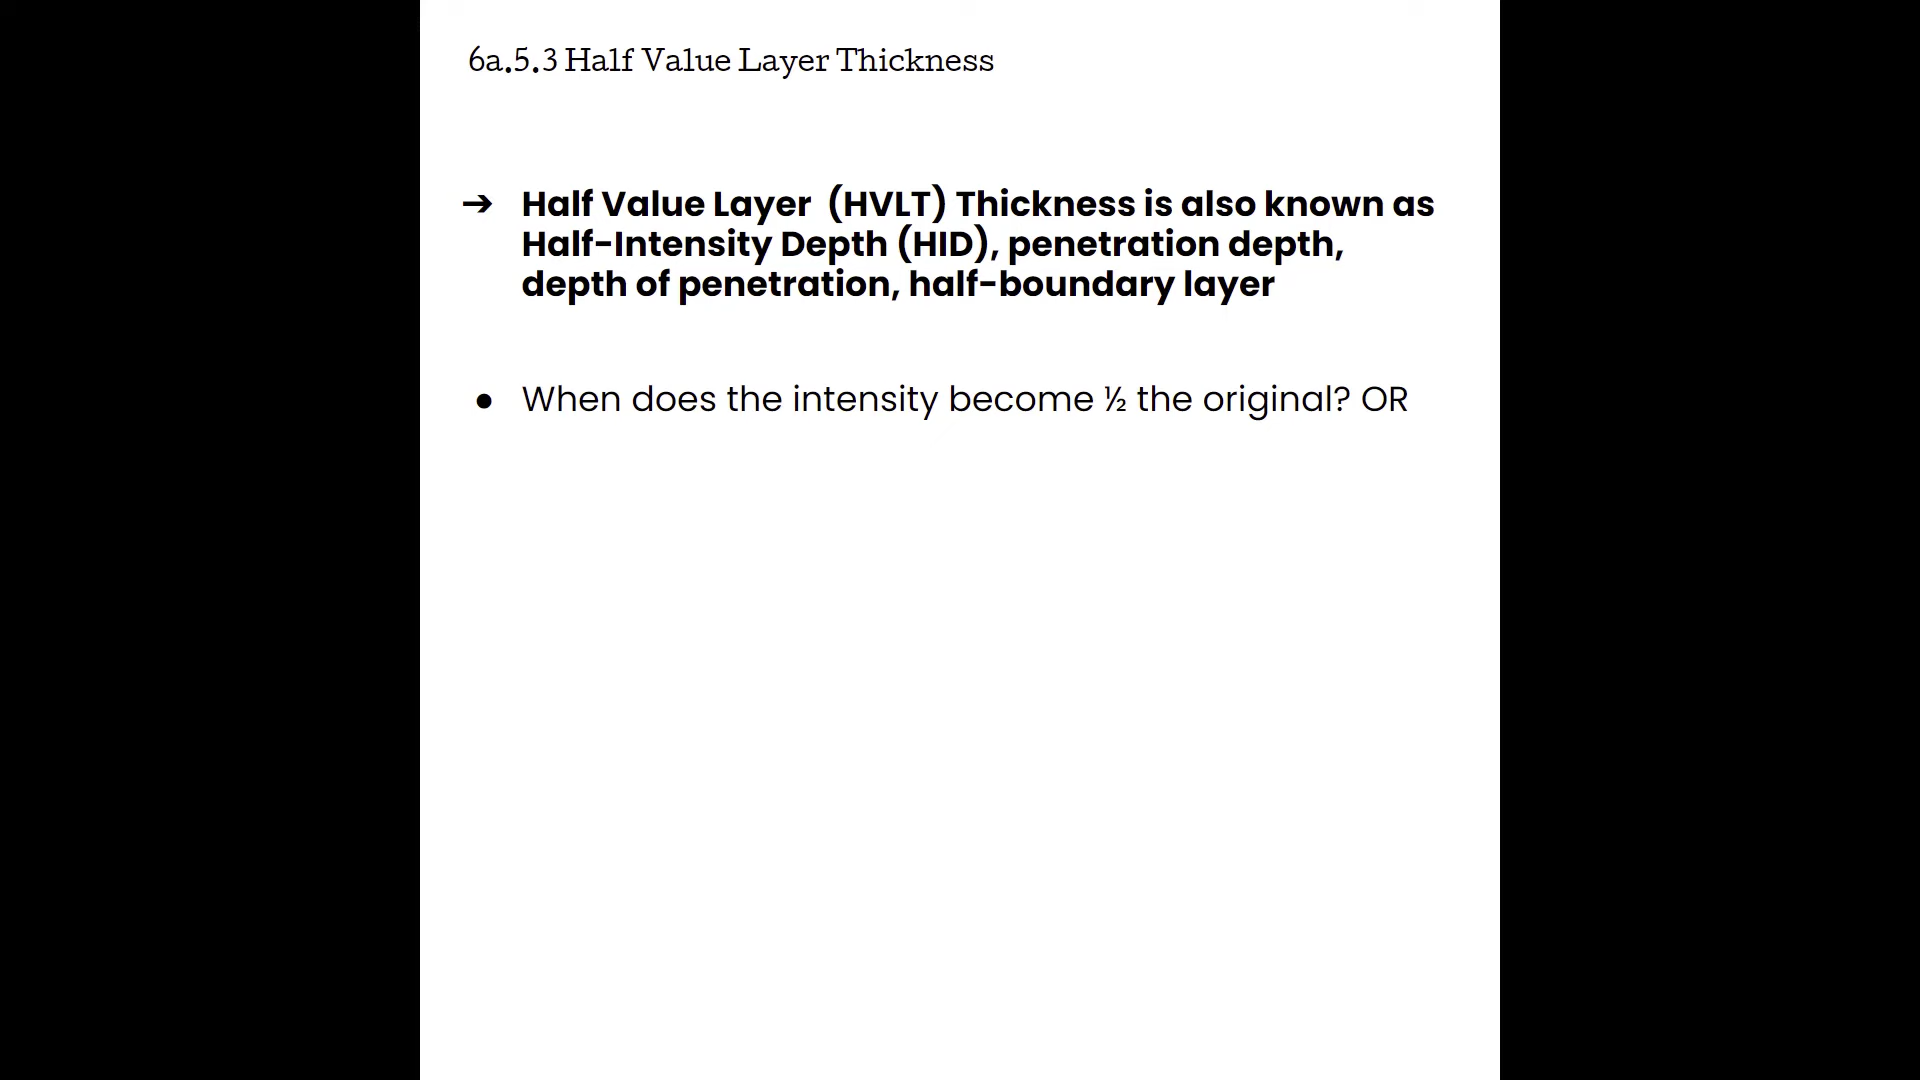 6a.5.3 Half Value Layer Thickness
➔ Half Value Layer (HVLT) Thickness is also known as
Half-Intensity Depth (HID), penetration depth,
depth of penetration, half-boundary layer
● When does the intensity become ½ the original? OR